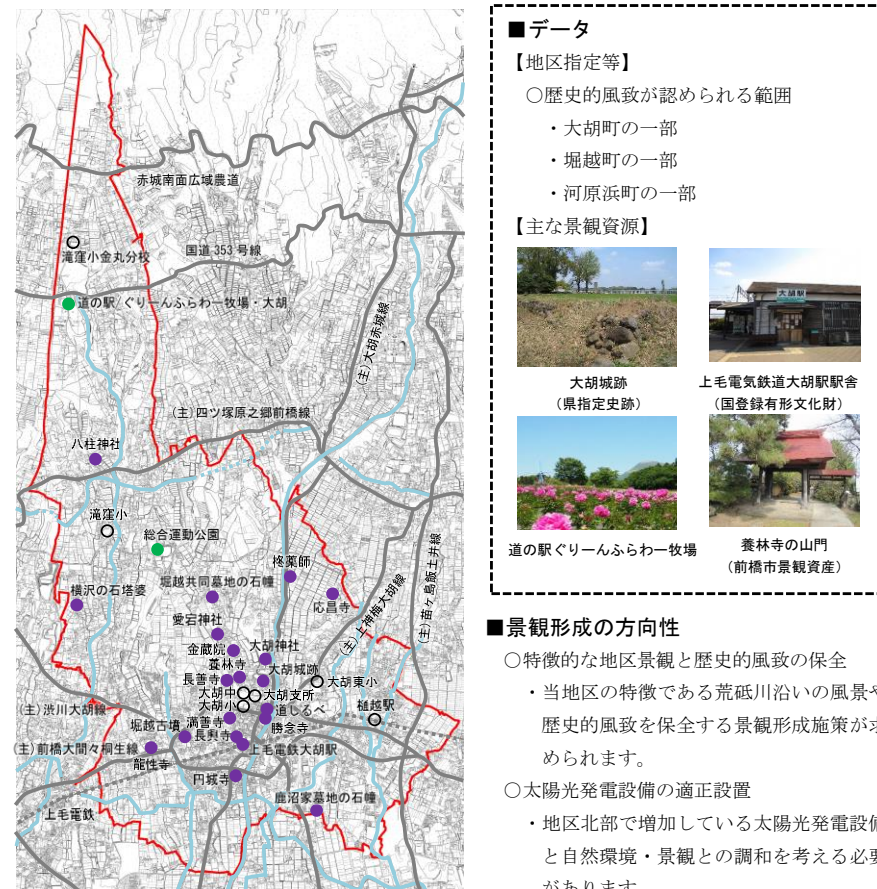 赤城南面広域農道
滝窪小金丸分校
国道 353 号線
道の駅 ぐりーんふらわー牧場・大胡
(主)大胡赤城線
(主)四ツ塚原之郷前橋線
八柱神社
滝窪小
総合運動公園
柊薬師
横沢の石塔婆
堀越共同墓地の石幢
応昌寺
(主)上神梅大胡線
(主)苗ヶ島飯土井線
愛宕神社
金蔵院
大胡神社
養林寺
大胡城跡
長善寺
大胡東小
大胡中
大胡支所
大胡小
道しるべ
樋越駅
(主)渋川大胡線
堀越古墳
満善寺
勝念寺
(主)前橋大間々桐生線
長興寺
上毛電鉄大胡駅
龍性寺
円城寺
鹿沼家墓地の石幢
上毛電鉄
■データ
【地区指定等】
○歴史的風致が認められる範囲
・大胡町の一部
・堀越町の一部
・河原浜町の一部
【主な景観資源】
大胡駅
大胡城跡
(県指定史跡)
上毛電気鉄道大胡駅駅舎
(国登録有形文化財)
道の駅ぐりーんふらわー牧場
養林寺の山門
(前橋市景観資産)
■景観形成の方向性
○特徴的な地区景観と歴史的風致の保全
・当地区の特徴である荒砥川沿いの風景や
歴史的風致を保全する景観形成施策が求
められます。
○太陽光発電設備の適正設置
・地区北部で増加している太陽光発電設備
と自然環境・景観との調和を考える必要
があります。